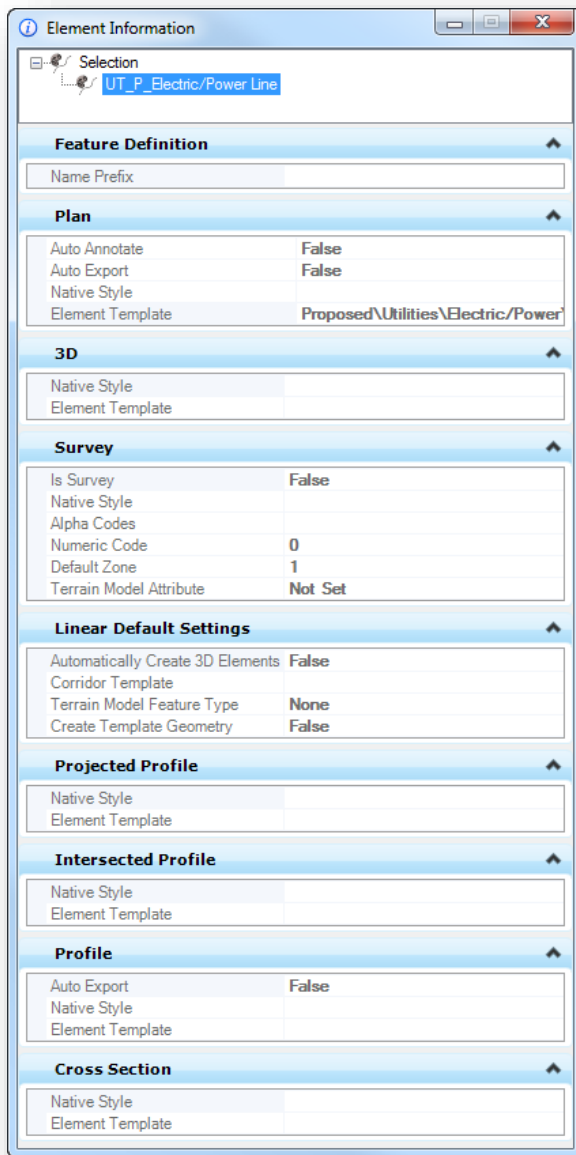 Element Information
Selection
UT_P_Electric/Power Line
Feature Definition
Name Prefix
Plan
Auto Annotate False
Auto Export False
Native Style
Element Template Proposed\Utilities\Electric/Power\
3D
Native Style
Element Template
Survey
Is Survey False
Native Style
Alpha Codes
Numeric Code 0
Default Zone 1
Terrain Model Attribute Not Set
Linear Default Settings
Automatically Create 3D Elements False
Corridor Template
Terrain Model Feature Type None
Create Template Geometry False
Projected Profile
Native Style
Element Template
Intersected Profile
Native Style
Element Template
Profile
Auto Export False
Native Style
Element Template
Cross Section
Native Style
Element Template